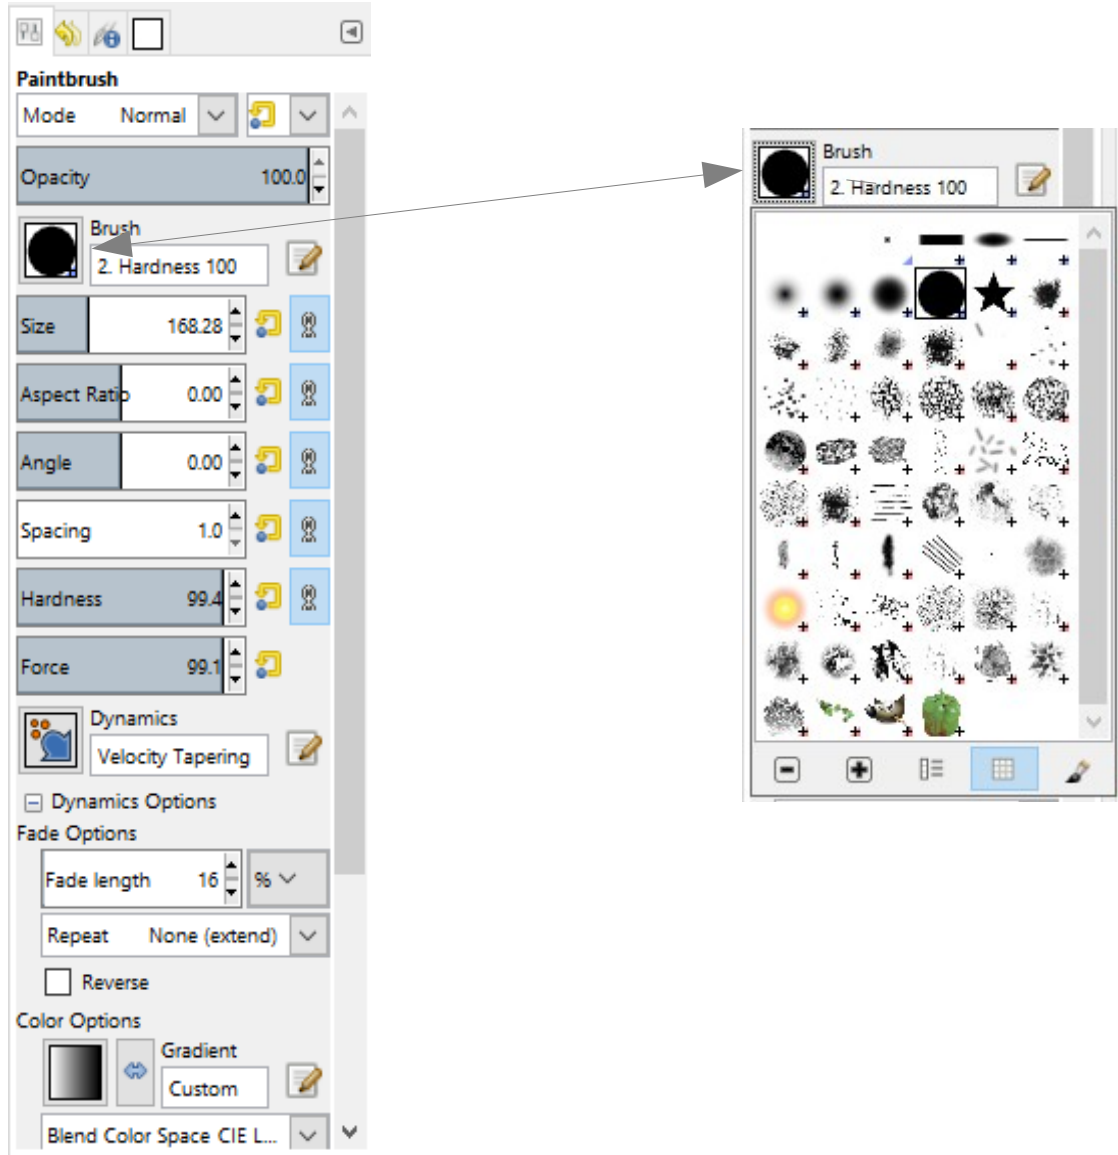 Paintbrush
Mode Normal
Opacity 100.0
Brush
2. Hardness 100
Size 168.28
Aspect Ratio 0.00
Angle 0.00
Spacing 1.0
Hardness 99.4
Force 99.1
Dynamics
Velocity Tapering
Dynamics Options
Fade Options
Fade length 16 %
Repeat None (extend)
Reverse
Color Options
Gradient
Custom
Blend Color Space CIE L...
Brush
2. Hardness 100